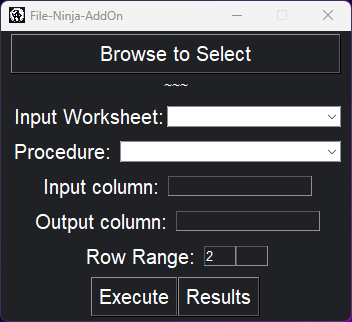 File-Ninja-AddOn
Browse to Select
~~~
Input Worksheet:
Procedure:
Input column:
Output column:
Row Range: 2
Execute Results